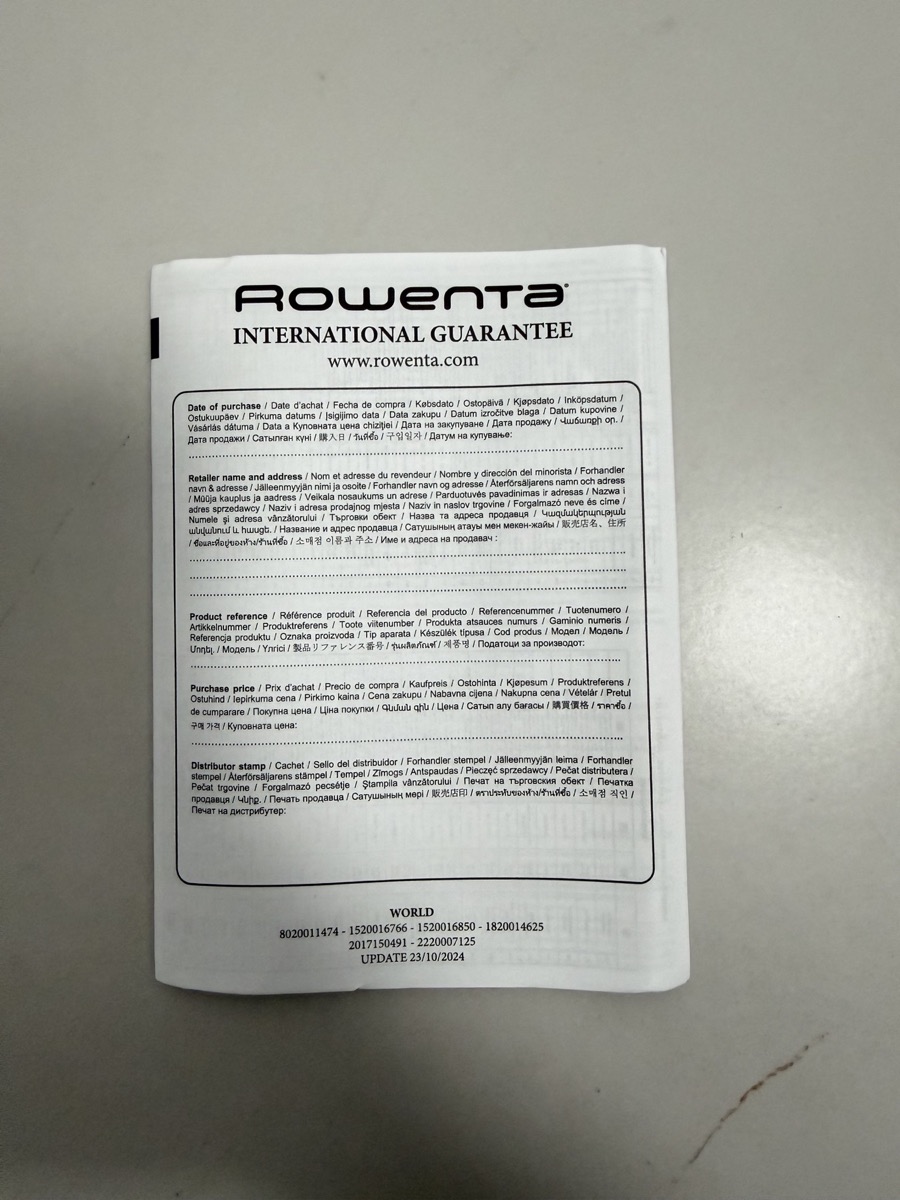 Rowenta®
INTERNATIONAL GUARANTEE
www.rowenta.com
Date of purchase / Date d'achat / Fecha de compra / Købsdato / Ostopäivä / Kjøpsdato / Inköpsdatum /
Ostukuupäev / Pirkuma datums / Įsigijimo data / Data zakupu / Datum izročitve blaga / Datum kupovine /
Vásárlás dátuma / Data a Куповната цена chiziției / Дата на закупуване / Дата продажу / Վաճառքի օր. /
Дата продажи / Сатылған күні / 購入日 / วันที่ซื้อ / 구입일자 / Датум на купување:
Retailer name and address / Nom et adresse du revendeur / Nombre y dirección del minorista / Forhandler
navn & adresse / Jälleenmyyjän nimi ja osoite / Forhandler navn og adresse / Återförsäljarens namn och adress
/ Müüja kauplus ja aadress / Veikala nosaukums un adrese / Parduotuvės pavadinimas ir adresas / Nazwa i
adres sprzedawcy / Naziv i adresa prodajnog mjesta / Naziv in naslov trgovine / Forgalmazó neve és címe /
Numele şi adresa vânzătorului / Търговки обект / Назва та адреса продавця / Վաճառակազմակերպության
անվանում և հասցե. / Название и адрес продавца / Сатушының атауы мен мекен-жайы / 販売店名、住所
/ ชื่อและที่อยู่ของห้าง/ร้านที่ซื้อ / 소매점 이름과 주소 / Име и адреса на продавач :
Product reference / Référence produit / Referencia del producto / Referencenummer / Tuotenumero /
Artikkelnummer / Produktreferens / Toote viitenumber / Produkta atsauces numurs / Gaminio numeris /
Referencja produktu / Oznaka proizvoda / Tip aparata / Készülék típusa / Cod produs / Модел / Модель /
Մոդել / Модель / Үлгісі / 製品リファレンス番号 / รุ่นผลิตภัณฑ์ / 제품명 / Податоци за производот:
Purchase price / Prix d'achat / Precio de compra / Kaufpreis / Ostohinta / Kjøpesum / Produktreferens /
Ostuhind / Iepirkuma cena / Pirkimo kaina / Cena zakupu / Nabavna cijena / Nakupna cena / Vételár / Pretul
de cumparare / Покупна цена / Ціна покупки / Գնման գին / Цена / Сатып алу бағасы / 購買價格 / ราคาซื้อ /
구매 가격 / Куповната цена:
Distributor stamp / Cachet / Sello del distribuidor / Forhandler stempel / Jälleenmyyjän leima / Forhandler
stempel / Återförsäljarens stämpel / Tempel / Zīmogs / Antspaudas / Pieczęć sprzedawcy / Pečat distributera /
Pečat trgovine / Forgalmazó pecsétje / Ştampila vânzătorului / Печат на търговския обект / Печатка
продавця / Կնիք. / Печать продавца / Сатушының мөрі / 販売店印 / ตราประทับของห้าง/ร้านที่ซื้อ / 소매점 직인 /
Печат на дистрибутер:
WORLD
8020011474 - 1520016766 - 1520016850 - 1820014625
2017150491 - 2220007125
UPDATE 23/10/2024